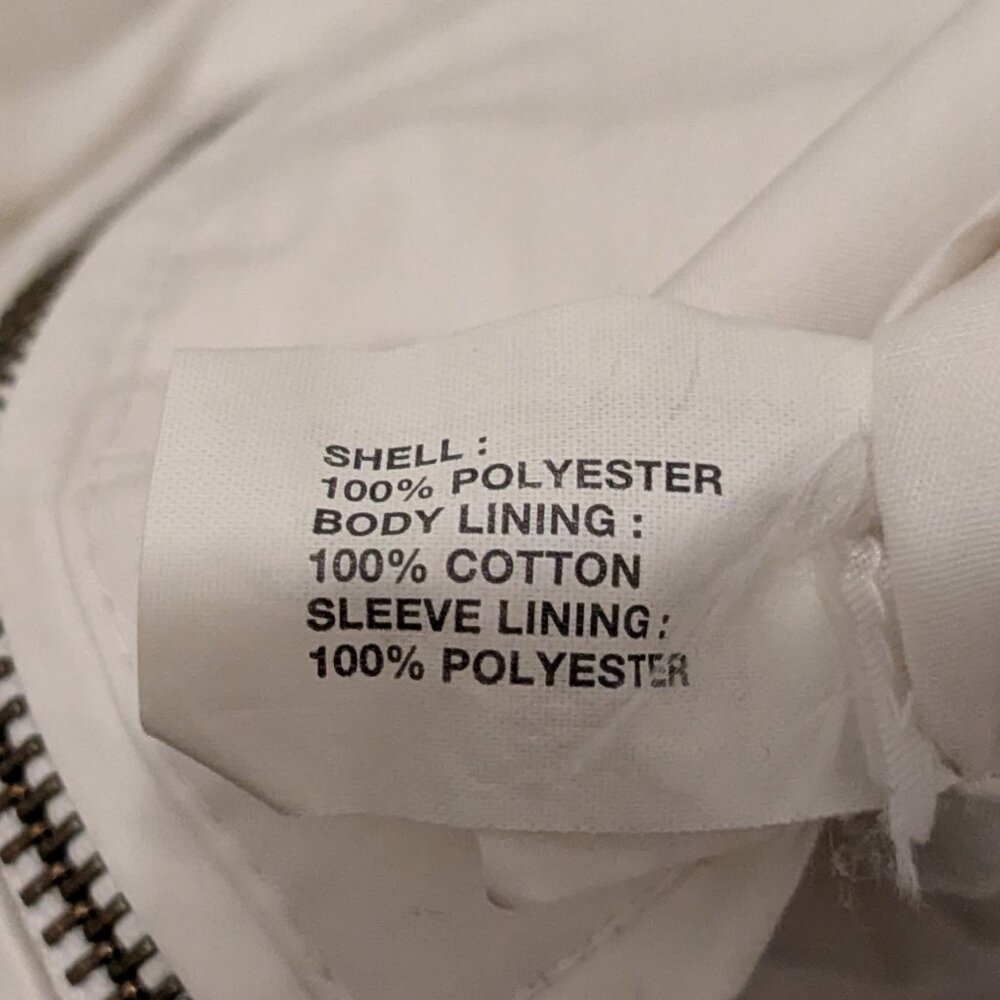 SHELL :
100% POLYESTER
BODY LINING :
100% COTTON
SLEEVE LINING :
100% POLYESTER